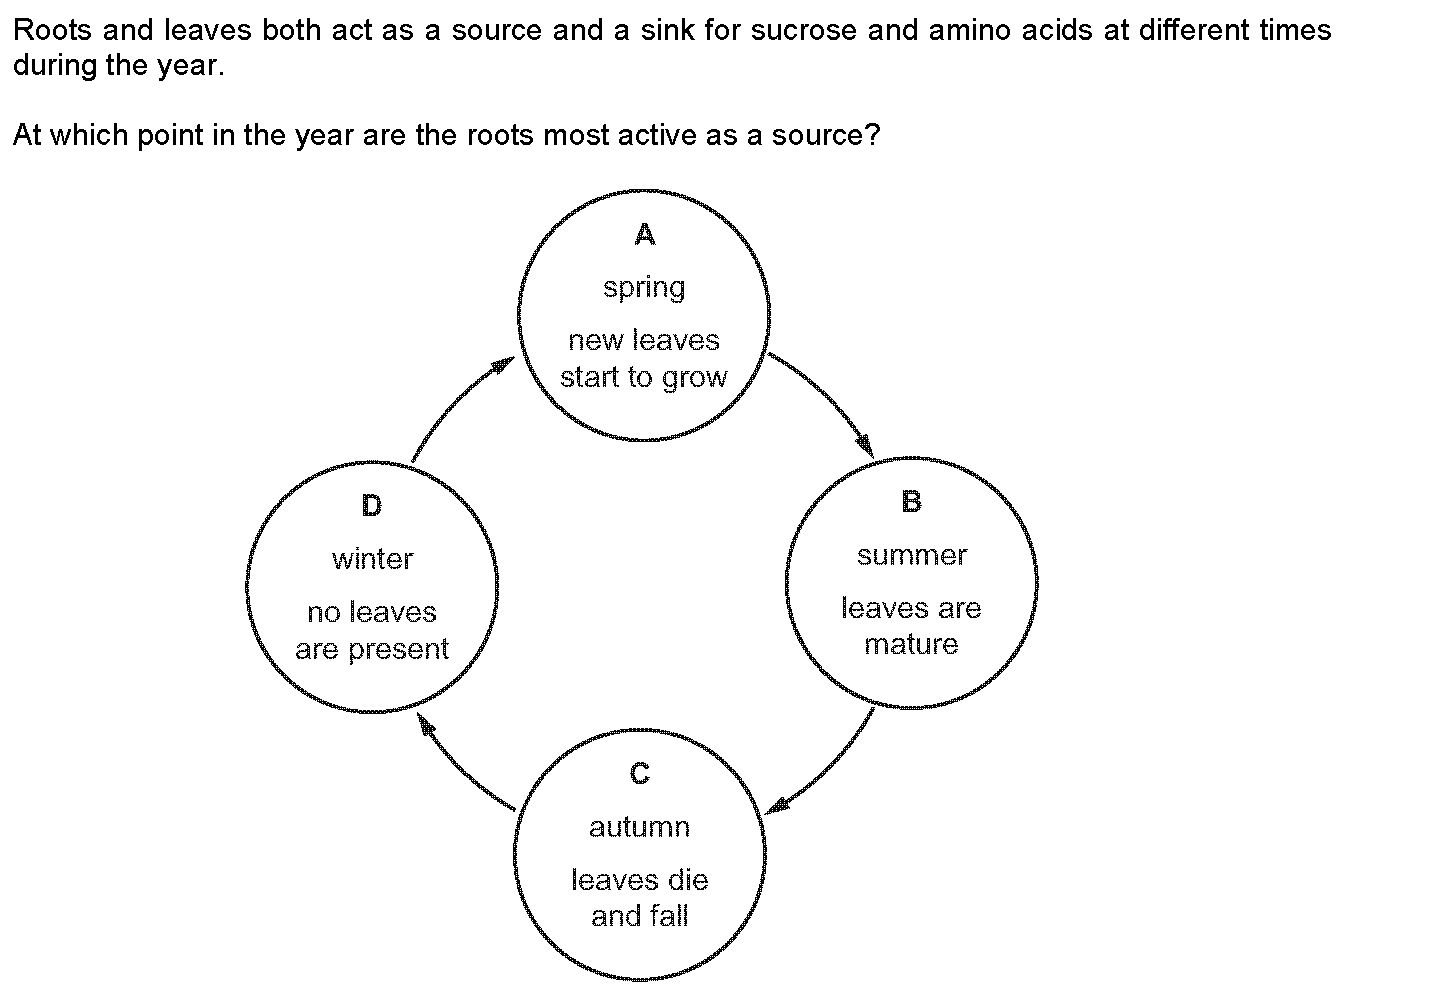 Roots and leaves both act as a source and a sink for sucrose and amino acids at different times
during the year.
At which point in the year are the roots most active as a source?
A
spring
new leaves
start to grow
D
winter
no leaves
are present
B
summer
leaves are
mature
C
autumn
leaves die
and fall